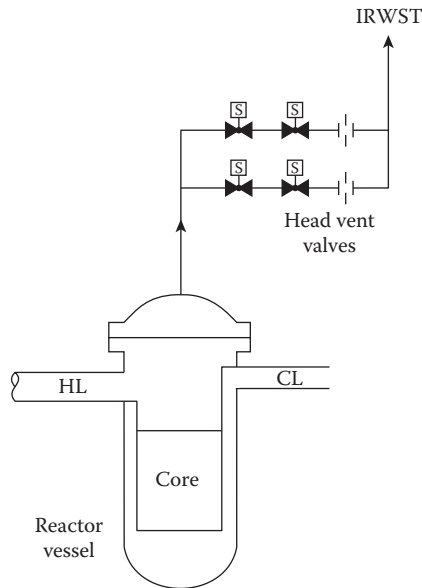 IRWST
S S
S S
Head vent
valves
HL
CL
Core
Reactor
vessel